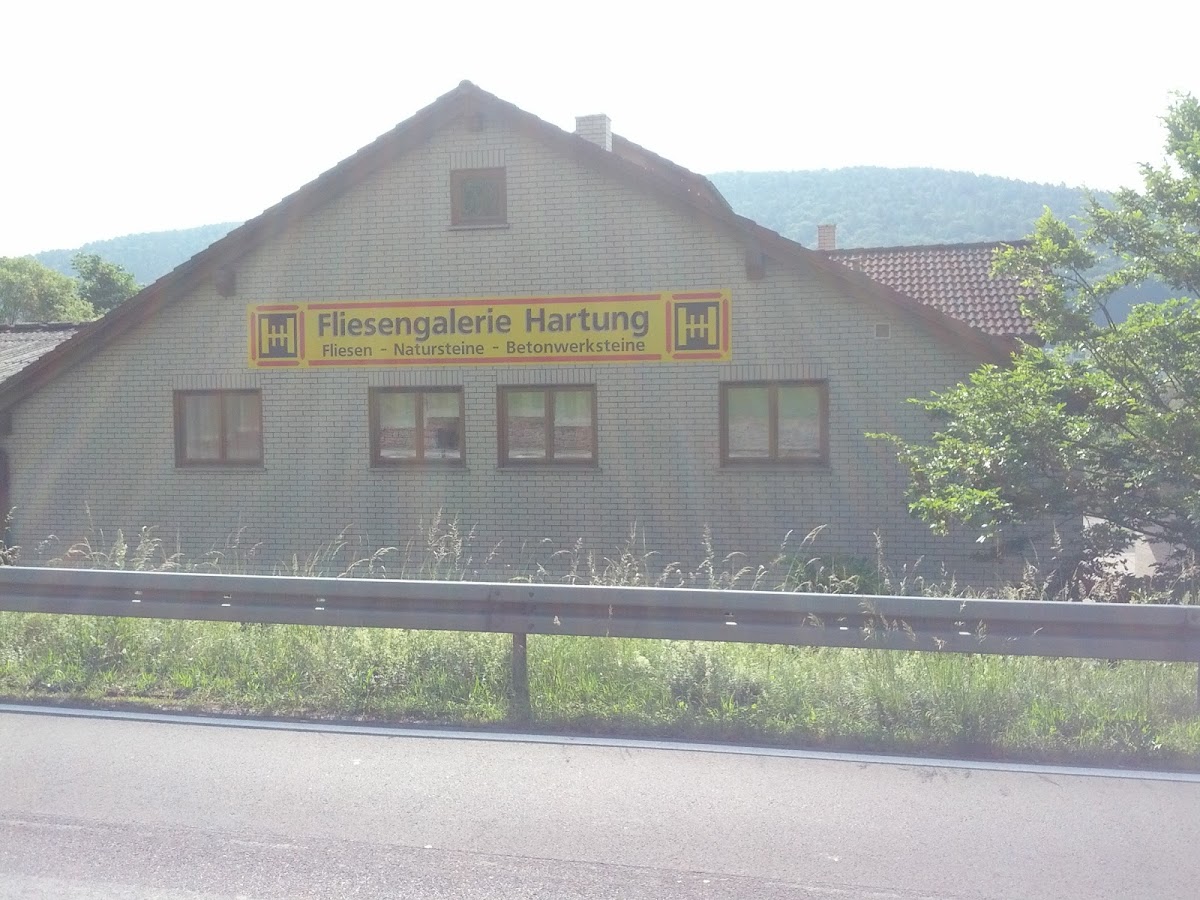 Fliesengalerie Hartung
Fliesen - Natursteine - Betonwerksteine